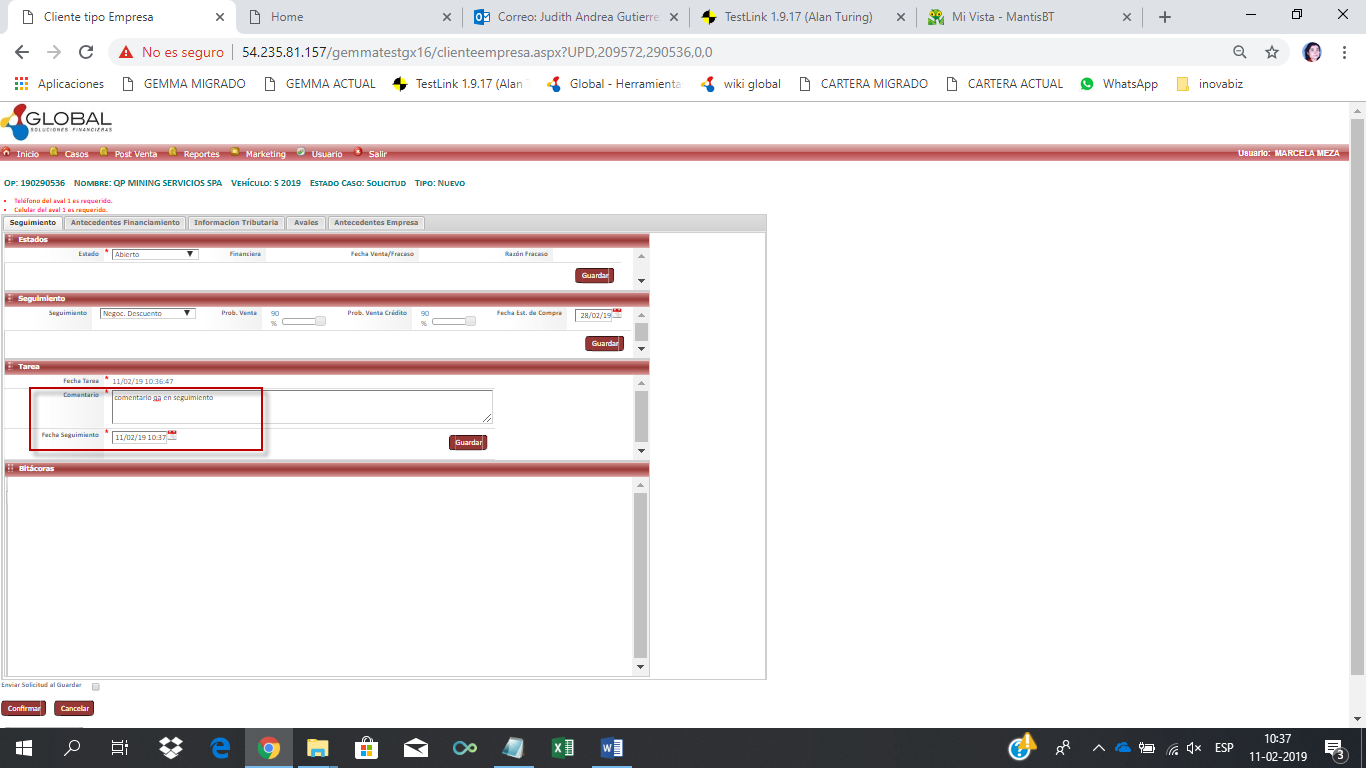 Cliente tipo Empresa
Home
Correo: Judith Andrea Gutierre
TestLink 1.9.17 (Alan Turing)
Mi Vista - MantisBT
No es seguro | 54.235.81.157/gemmatestgx16/clienteempresa.aspx?UPD,209572,290536,0,0
Aplicaciones
GEMMA MIGRADO
GEMMA ACTUAL
TestLink 1.9.17 (Alan
Global - Herramienta
wiki global
CARTERA MIGRADO
CARTERA ACTUAL
WhatsApp
inovabiz
GLOBAL
SOLUCIONES FINANCIERAS
Inicio Casos Post Venta Reportes Marketing Usuario Salir
Usuario: MARCELA MEZA
Op: 190290536 Nombre: QP MINING SERVICIOS SPA Vehículo: S 2019 Estado Caso: Solicitud Tipo: Nuevo
Teléfono del aval 1 es requerido.
Celular del aval 1 es requerido.
Seguimiento Antecedentes Financiamiento Informacion Tributaria Avales Antecedentes Empresa
Estados
Estado * Abierto Financiera Fecha Venta/Fracaso Razón Fracaso
Guardar
Seguimiento
Seguimiento Negoc. Descuento Prob. Venta 90 % Prob. Venta Crédito 90 % Fecha Est. de Compra 28/02/19
Guardar
Tarea
Fecha Tarea * 11/02/19 10:36:47
Comentario * comentario qa en seguimiento
Fecha Seguimiento * 11/02/19 10:37
Guardar
Bitácoras
Enviar Solicitud al Guardar
Confirmar Cancelar
ESP
10:37
11-02-2019
3